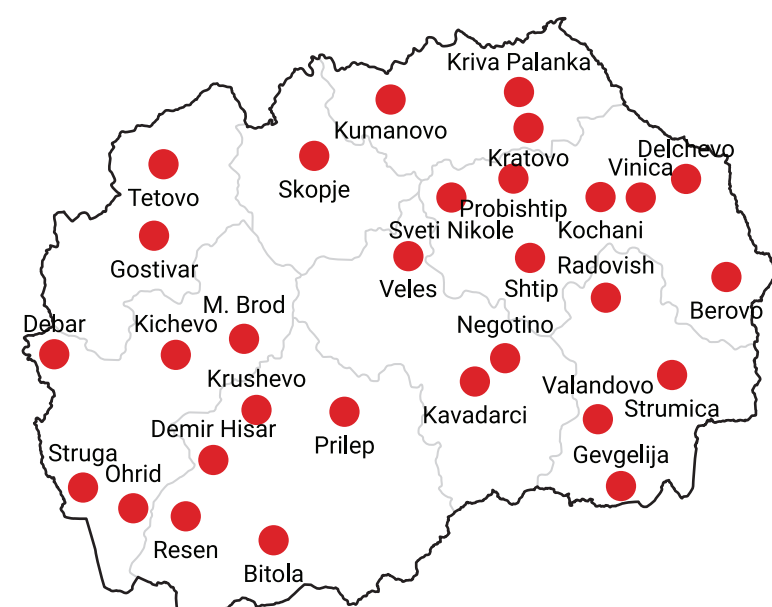 Kriva Palanka
Kumanovo
Kratovo
Delchevo
Vinica
Skopje
Tetovo
Probishtip
Kochani
Sveti Nikole
Gostivar
Radovish
Veles
Shtip
Berovo
M. Brod
Debar
Kichevo
Negotino
Krushevo
Valandovo
Strumica
Kavadarci
Demir Hisar
Prilep
Struga
Gevgelija
Ohrid
Resen
Bitola